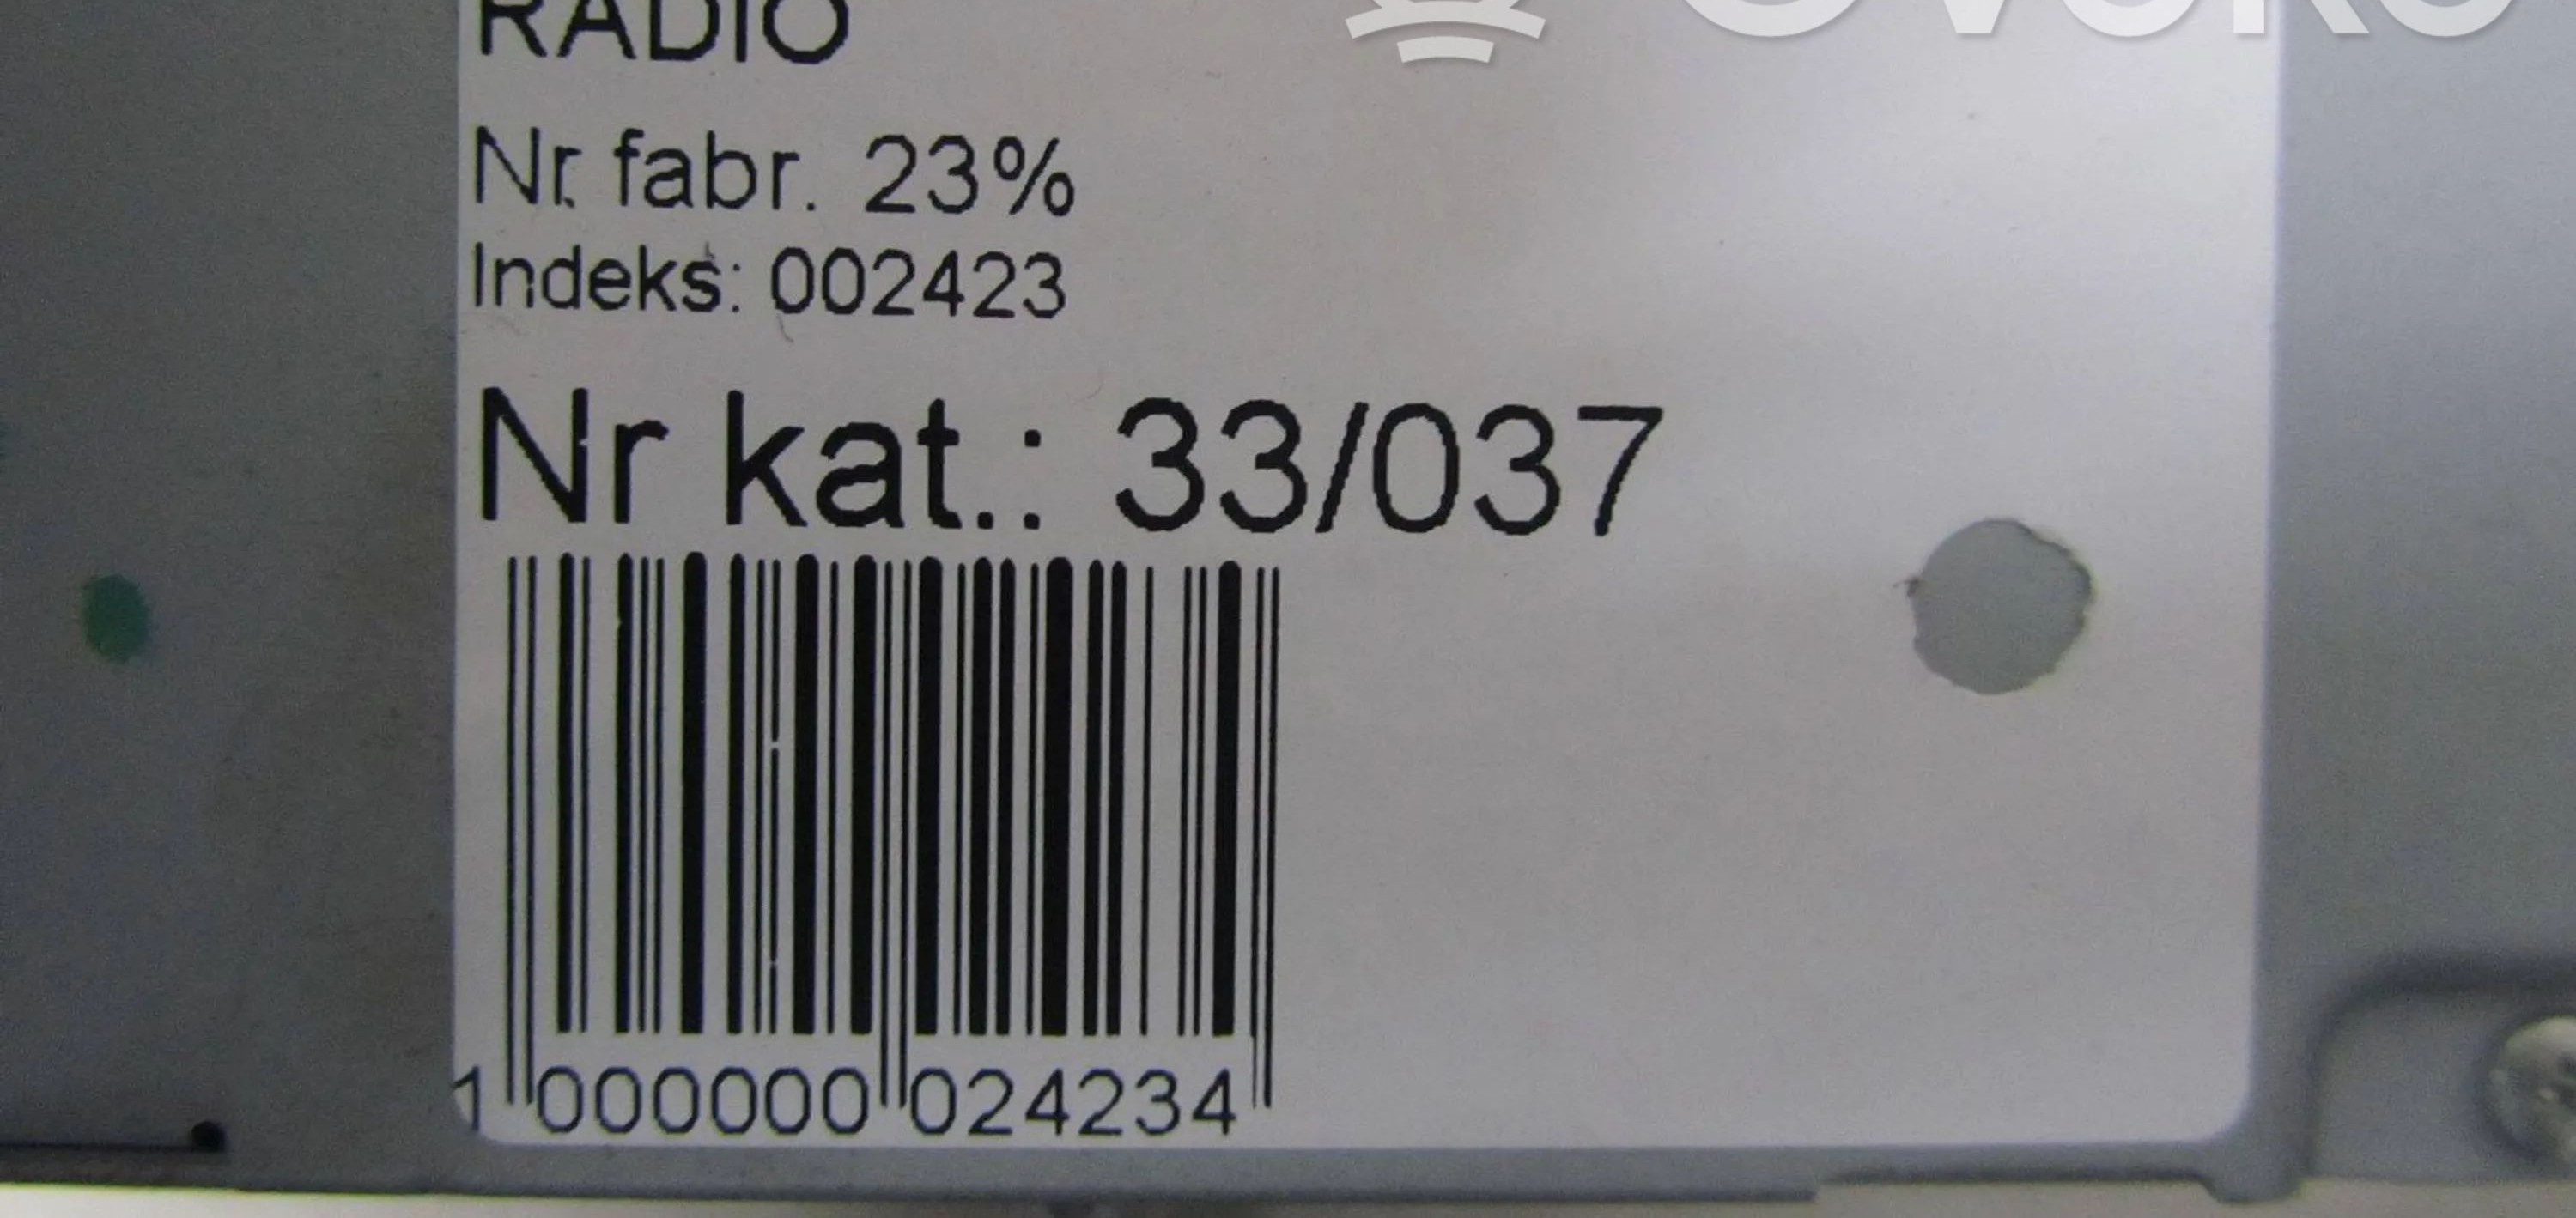 RADIO
Nr. fabr. 23%
Indeks: 002423
Nr kat.: 33/037
1 000000 024234